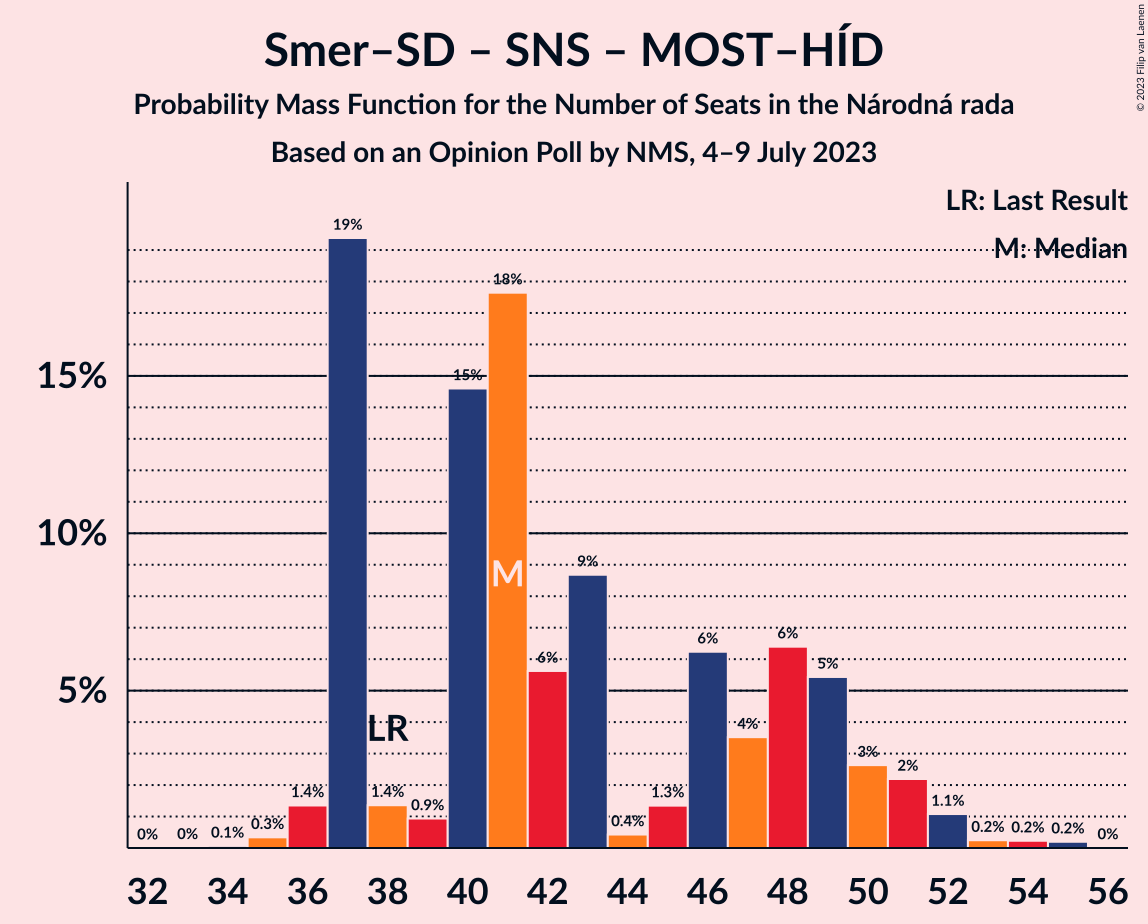 Smer–SD – SNS – MOST–HÍD
Probability Mass Function for the Number of Seats in the Národná rada
Based on an Opinion Poll by NMS, 4–9 July 2023
© 2023 Filip van Laenen
LR: Last Result
M: Median
15%
10%
5%
0% 0% 0.1% 0.3% 1.4% 19% 1.4% 0.9% 15% 18% 6% 9% 0.4% 1.3% 6% 4% 6% 5% 3% 2% 1.1% 0.2% 0.2% 0.2% 0%
M
LR
32 34 36 38 40 42 44 46 48 50 52 54 56